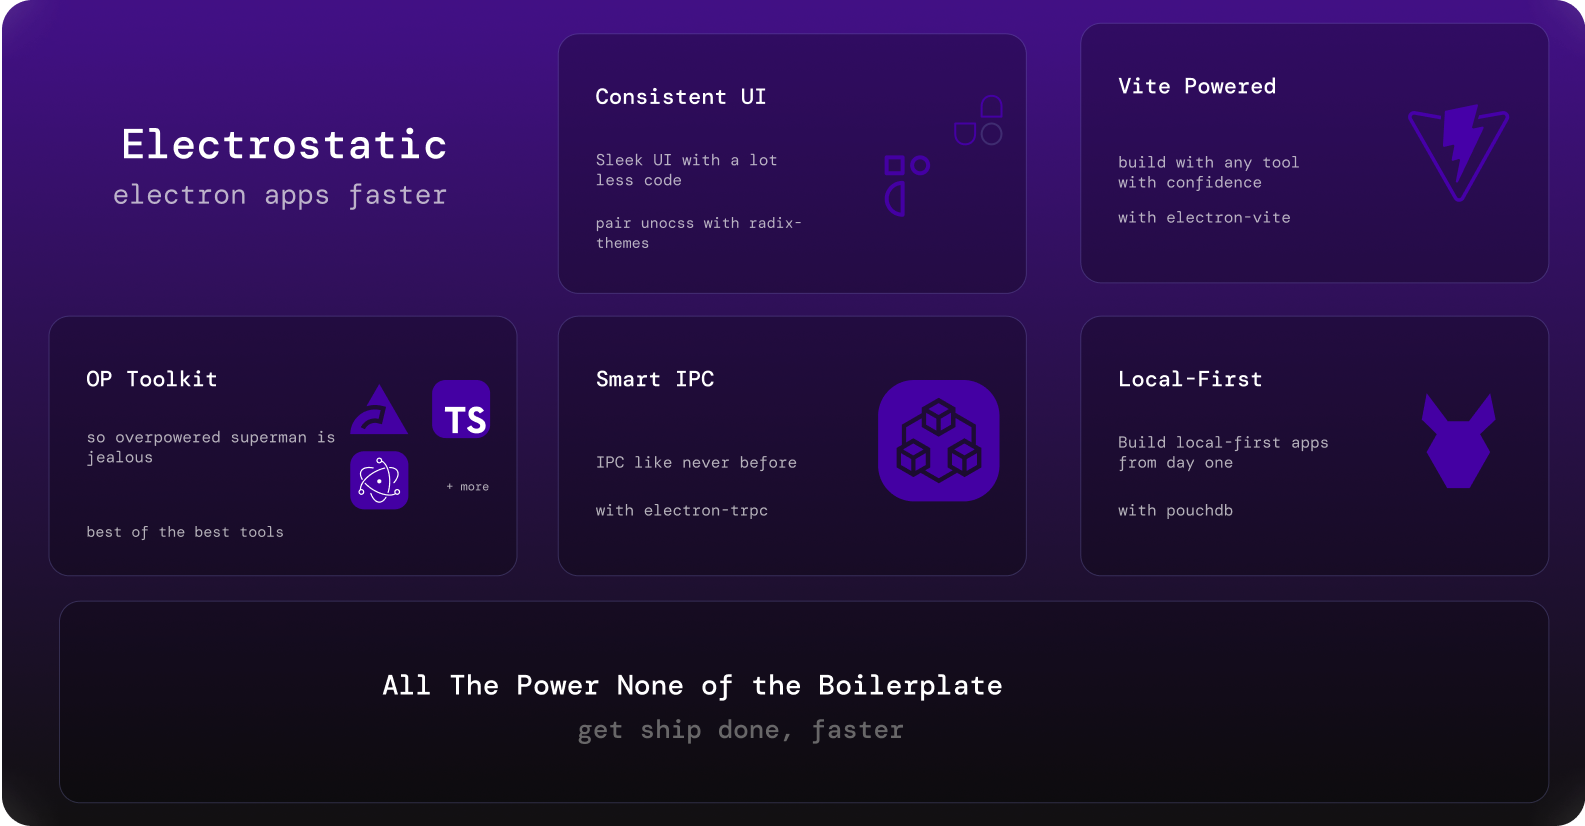 Electrostatic
electron apps faster
Consistent UI
Sleek UI with a lot
less code
pair unocss with radix-
themes
Vite Powered
build with any tool
with confidence
with electron-vite
OP Toolkit
so overpowered superman is
jealous
TS
+ more
best of the best tools
Smart IPC
IPC like never before
with electron-trpc
Local-First
Build local-first apps
from day one
with pouchdb
All The Power None of the Boilerplate
get ship done, faster